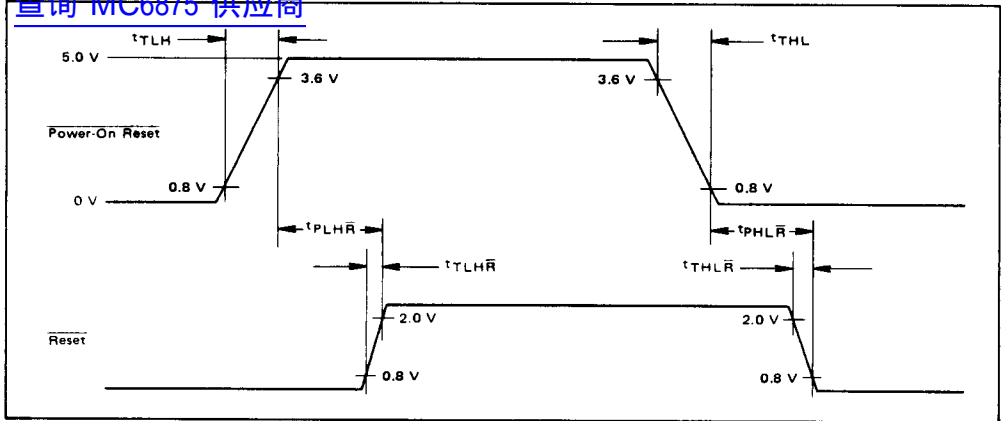 查询 MC6875 供应商
tTLH
tTHL
5.0 V
3.6 V
3.6 V
Power-On Reset
0.8 V
0.8 V
0 V
tPLHR̅
tPHLR̅
tTLHR̅
tTHLR̅
2.0 V
2.0 V
Reset
0.8 V
0.8 V